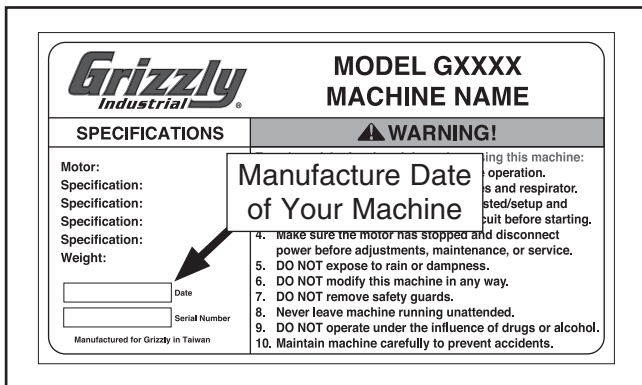 Grizzly
Industrial®
MODEL GXXXX
MACHINE NAME
SPECIFICATIONS
WARNING!
Motor:
Specification:
Specification:
Specification:
Specification:
Weight:
Date
Serial Number
Manufactured for Grizzly in Taiwan
Manufacture Date
of Your Machine
using this machine:
operation.
and respirator.
and
before starting.
4. Make sure the motor has stopped and disconnect
power before adjustments, maintenance, or service.
5. DO NOT expose to rain or dampness.
6. DO NOT modify this machine in any way.
7. DO NOT remove safety guards.
8. Never leave machine running unattended.
9. DO NOT operate under the influence of drugs or alcohol.
10. Maintain machine carefully to prevent accidents.